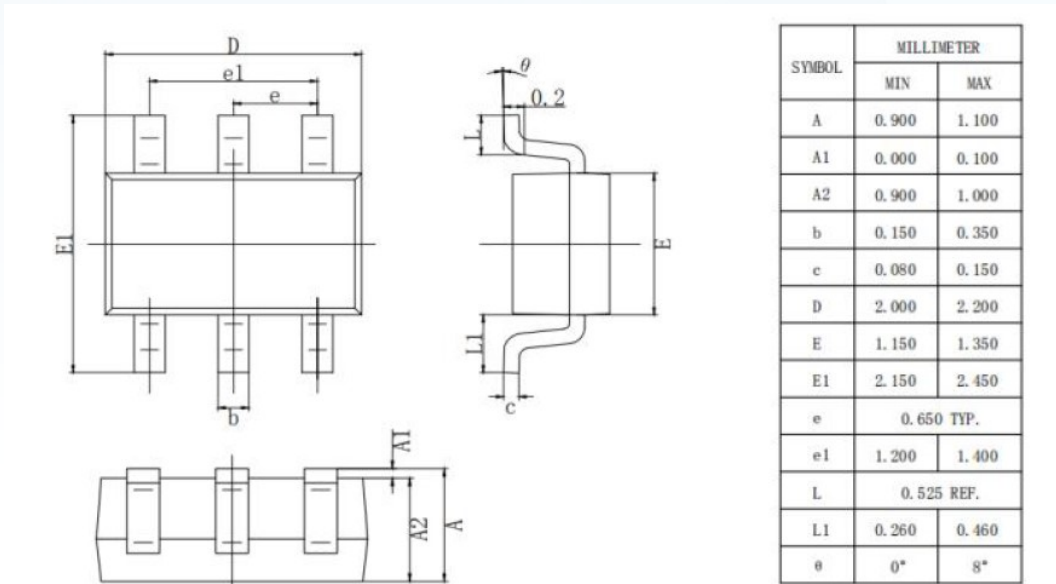 D
e1
e
E1
b
θ
0.2
L
E
L1
c
A1
A2
A
SYMBOL MILLIMETER
MIN MAX
A 0.900 1.100
A1 0.000 0.100
A2 0.900 1.000
b 0.150 0.350
c 0.080 0.150
D 2.000 2.200
E 1.150 1.350
E1 2.150 2.450
e 0.650 TYP.
e1 1.200 1.400
L 0.525 REF.
L1 0.260 0.460
θ 0° 8°